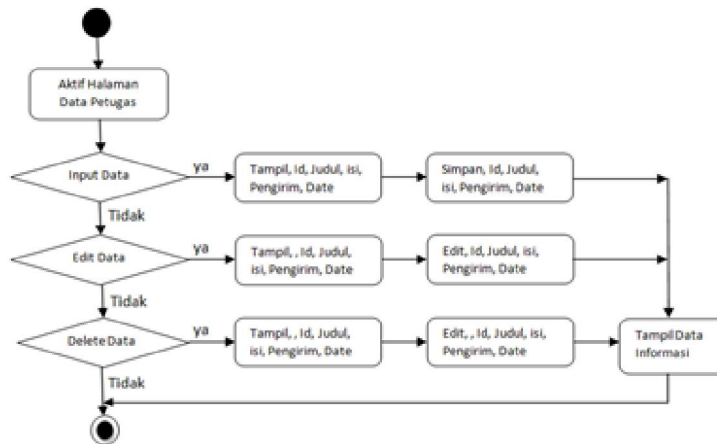 Aktif Halaman
Data Petugas
Input Data
ya
Tampil, Id, Judul, isi,
Pengirim, Date
Simpan, Id, Judul,
isi, Pengirim, Date
Tidak
Edit Data
ya
Tampil, , Id, Judul,
isi, Pengirim, Date
Edit, Id, Judul, isi,
Pengirim, Date
Tidak
Delete Data
ya
Tampil, , Id, Judul,
isi, Pengirim, Date
Edit, , Id, Judul, isi,
Pengirim, Date
Tampil Data
Informasi
Tidak